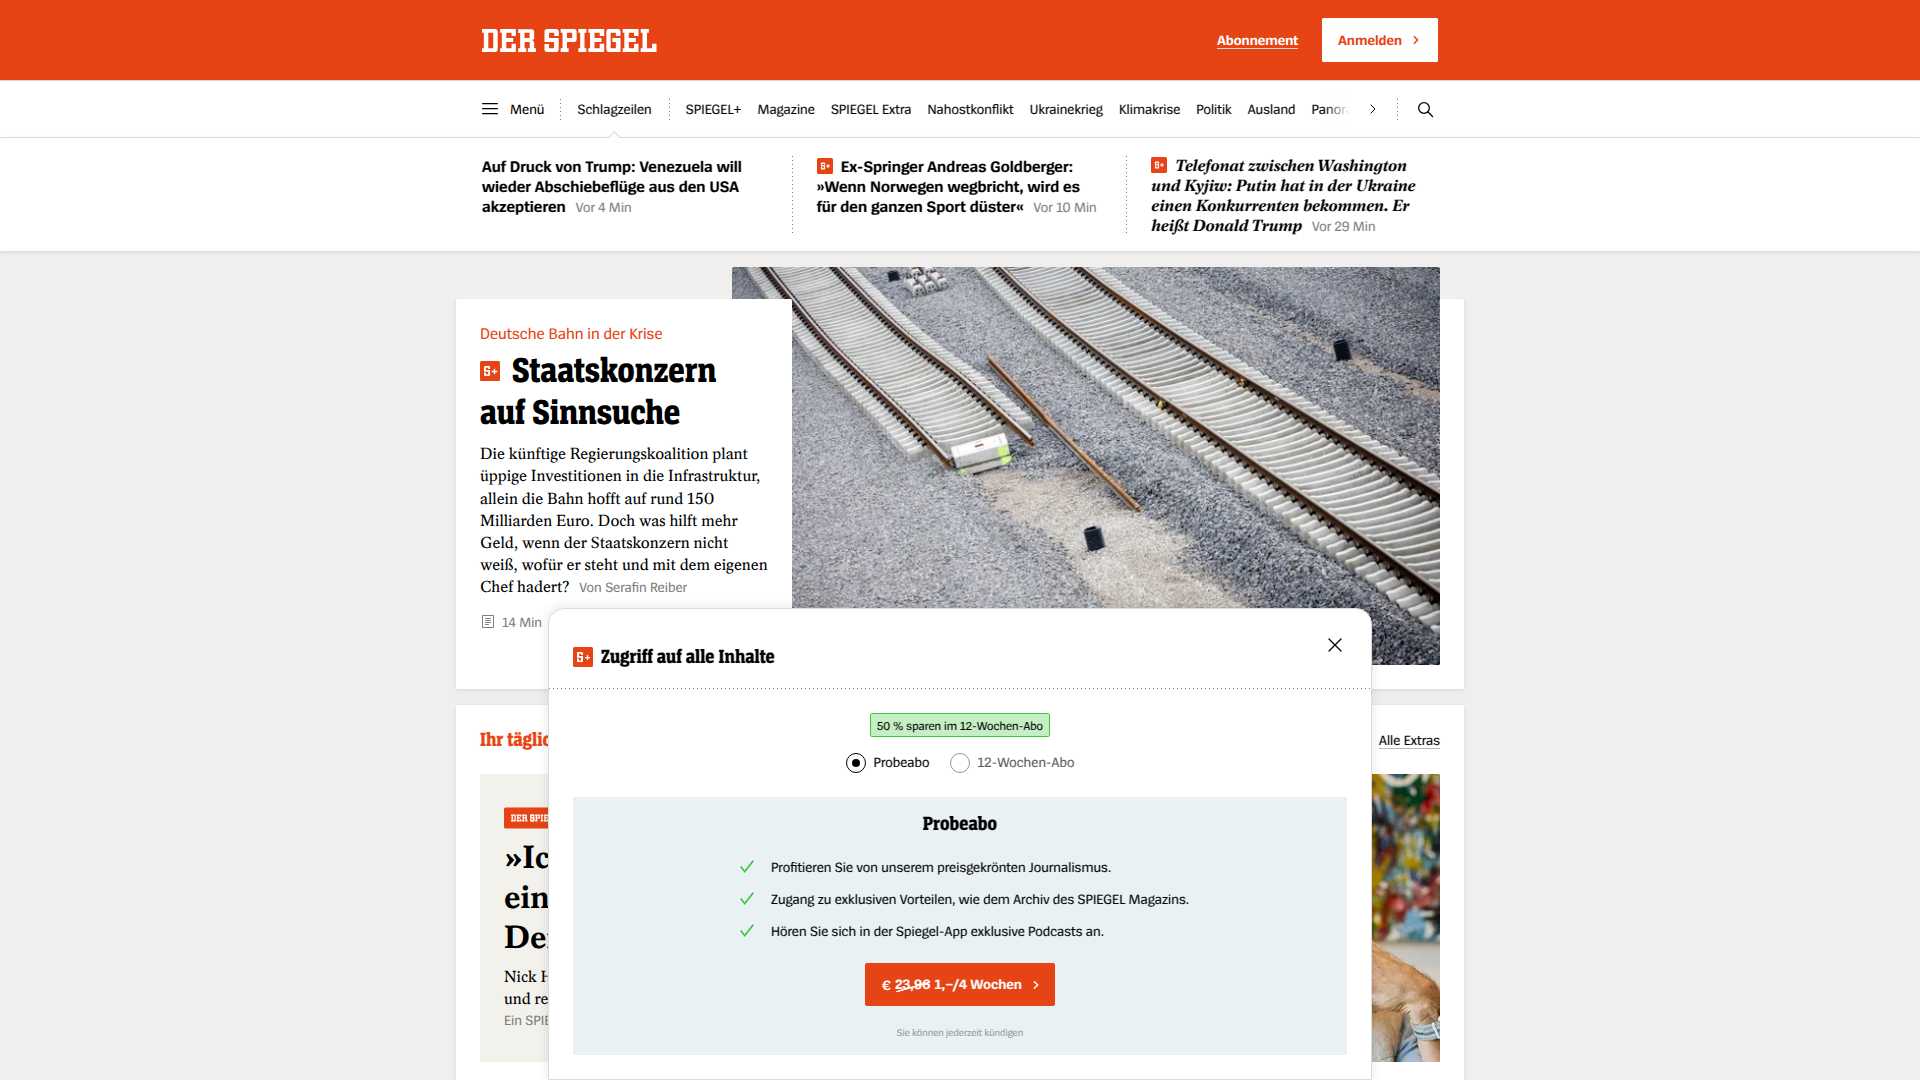 DER SPIEGEL
Abonnement
Anmelden
Menü
Schlagzeilen
SPIEGEL+
Magazine
SPIEGEL Extra
Nahostkonflikt
Ukrainekrieg
Klimakrise
Politik
Ausland
Auf Druck von Trump: Venezuela will
wieder Abschiebeflüge aus den USA
akzeptieren Vor 4 Min
S+ Ex-Springer Andreas Goldberger:
»Wenn Norwegen wegbricht, wird es
für den ganzen Sport düster« Vor 10 Min
S+ Telefonat zwischen Washington
und Kyjiw: Putin hat in der Ukraine
einen Konkurrenten bekommen. Er
heißt Donald Trump Vor 29 Min
Deutsche Bahn in der Krise
S+ Staatskonzern
auf Sinnsuche
Die künftige Regierungskoalition plant
üppige Investitionen in die Infrastruktur,
allein die Bahn hofft auf rund 150
Milliarden Euro. Doch was hilft mehr
Geld, wenn der Staatskonzern nicht
weiß, wofür er steht und mit dem eigenen
Chef hadert? Von Serafin Reiber
14 Min
S+ Zugriff auf alle Inhalte
50 % sparen im 12-Wochen-Abo
Probeabo
12-Wochen-Abo
Probeabo
Profitieren Sie von unserem preisgekrönten Journalismus.
Zugang zu exklusiven Vorteilen, wie dem Archiv des SPIEGEL Magazins.
Hören Sie sich in der Spiegel-App exklusive Podcasts an.
€ 23,96 1,–/4 Wochen
Sie können jederzeit kündigen
Ihr
Alle Extras
DER
Nick
und
Ein